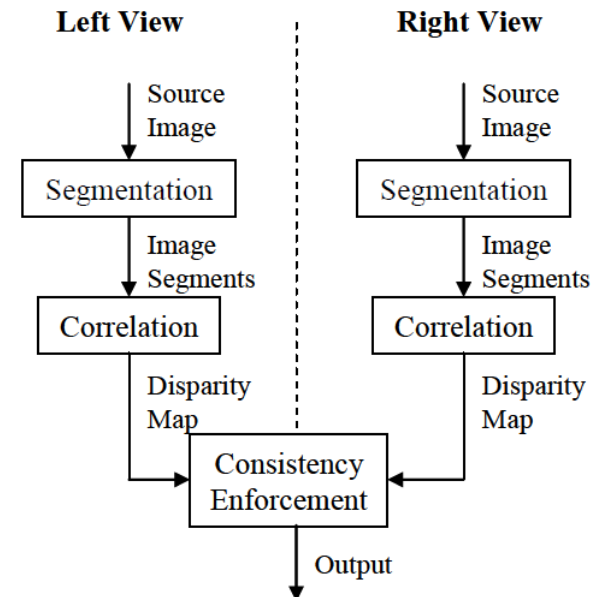 Left View
Right View
Source
Image
Source
Image
Segmentation
Segmentation
Image
Segments
Image
Segments
Correlation
Correlation
Disparity
Map
Disparity
Map
Consistency
Enforcement
Output